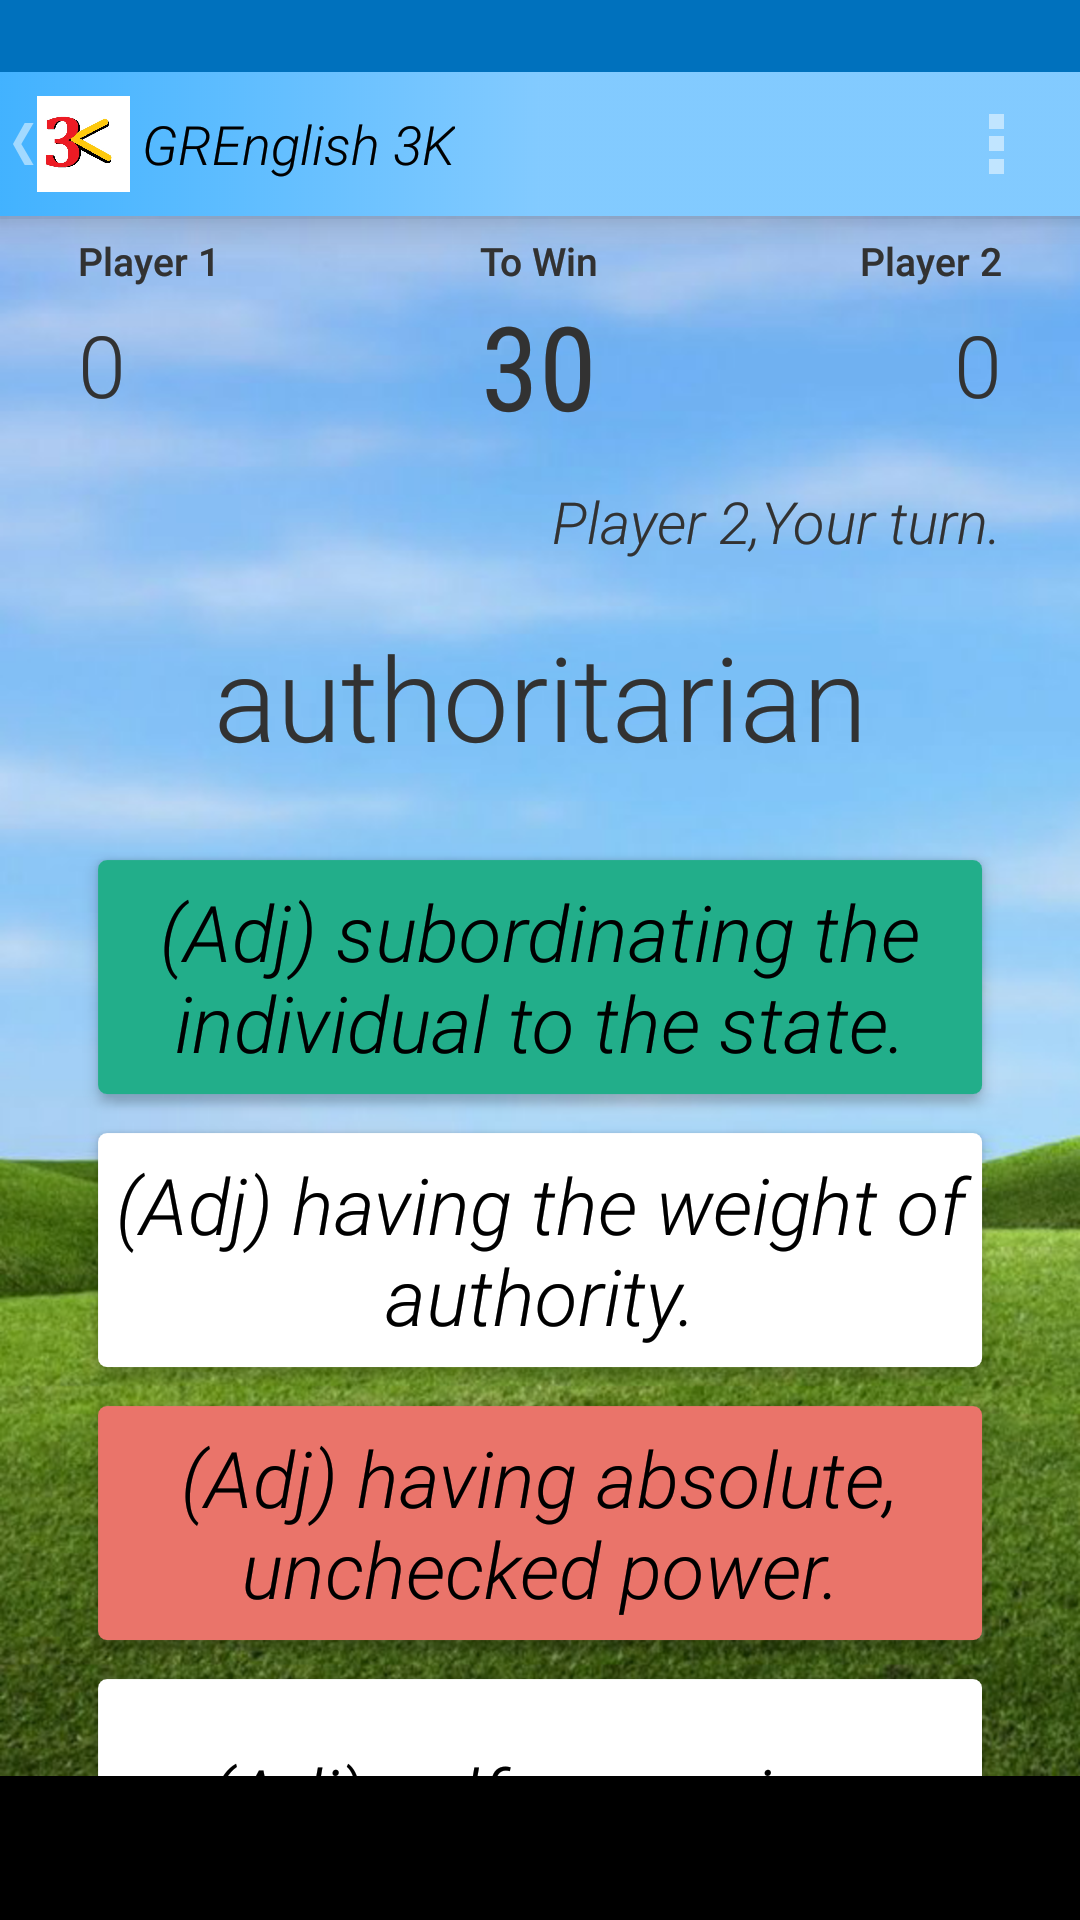 3K
GREnglish 3K
Player 1
To Win
Player 2
0
30
0
Player 2,Your turn.
authoritarian
(Adj) subordinating the
individual to the state.
(Adj) having the weight of
authority.
(Adj) having absolute,
unchecked power.